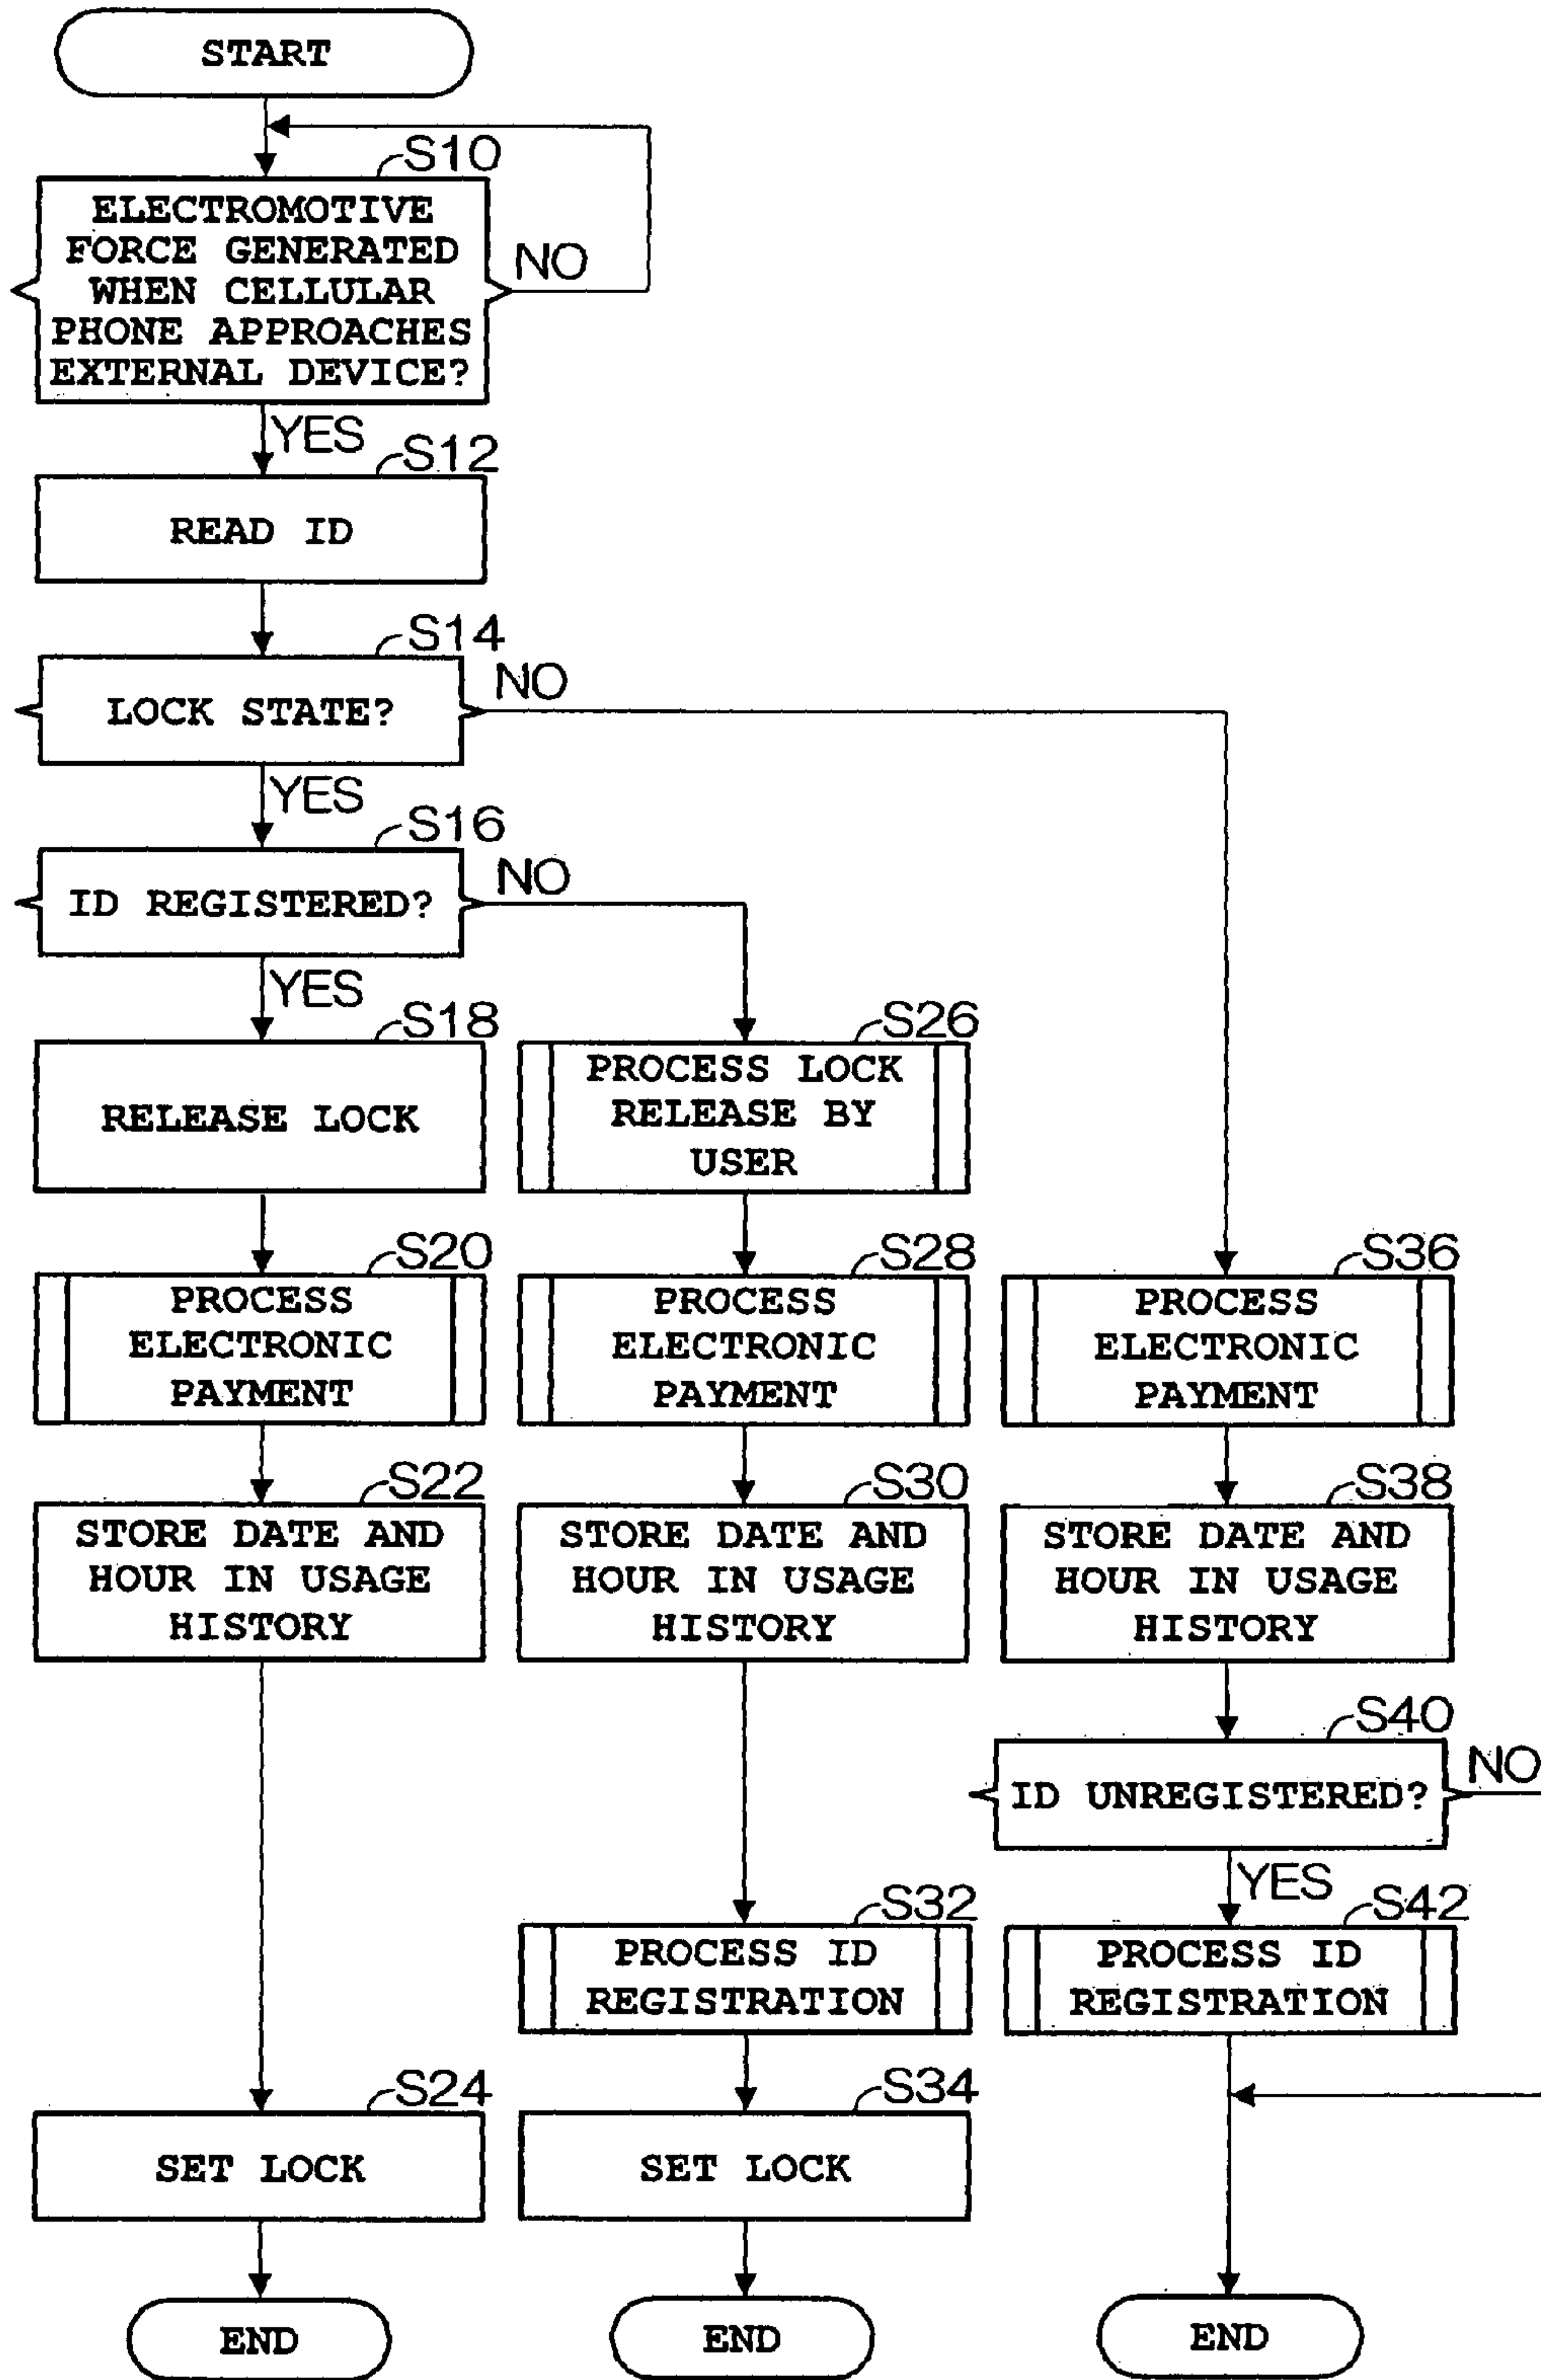 START
S10
ELECTROMOTIVE
FORCE GENERATED
WHEN CELLULAR
PHONE APPROACHES
EXTERNAL DEVICE?
NO
YES
S12
READ ID
S14
LOCK STATE?
NO
YES
S16
ID REGISTERED?
NO
YES
S18
RELEASE LOCK
S20
PROCESS
ELECTRONIC
PAYMENT
S22
STORE DATE AND
HOUR IN USAGE
HISTORY
S24
SET LOCK
END
S26
PROCESS LOCK
RELEASE BY
USER
S28
PROCESS
ELECTRONIC
PAYMENT
S30
STORE DATE AND
HOUR IN USAGE
HISTORY
S32
PROCESS ID
REGISTRATION
S34
SET LOCK
END
S36
PROCESS
ELECTRONIC
PAYMENT
S38
STORE DATE AND
HOUR IN USAGE
HISTORY
S40
ID UNREGISTERED?
NO
YES
S42
PROCESS ID
REGISTRATION
END